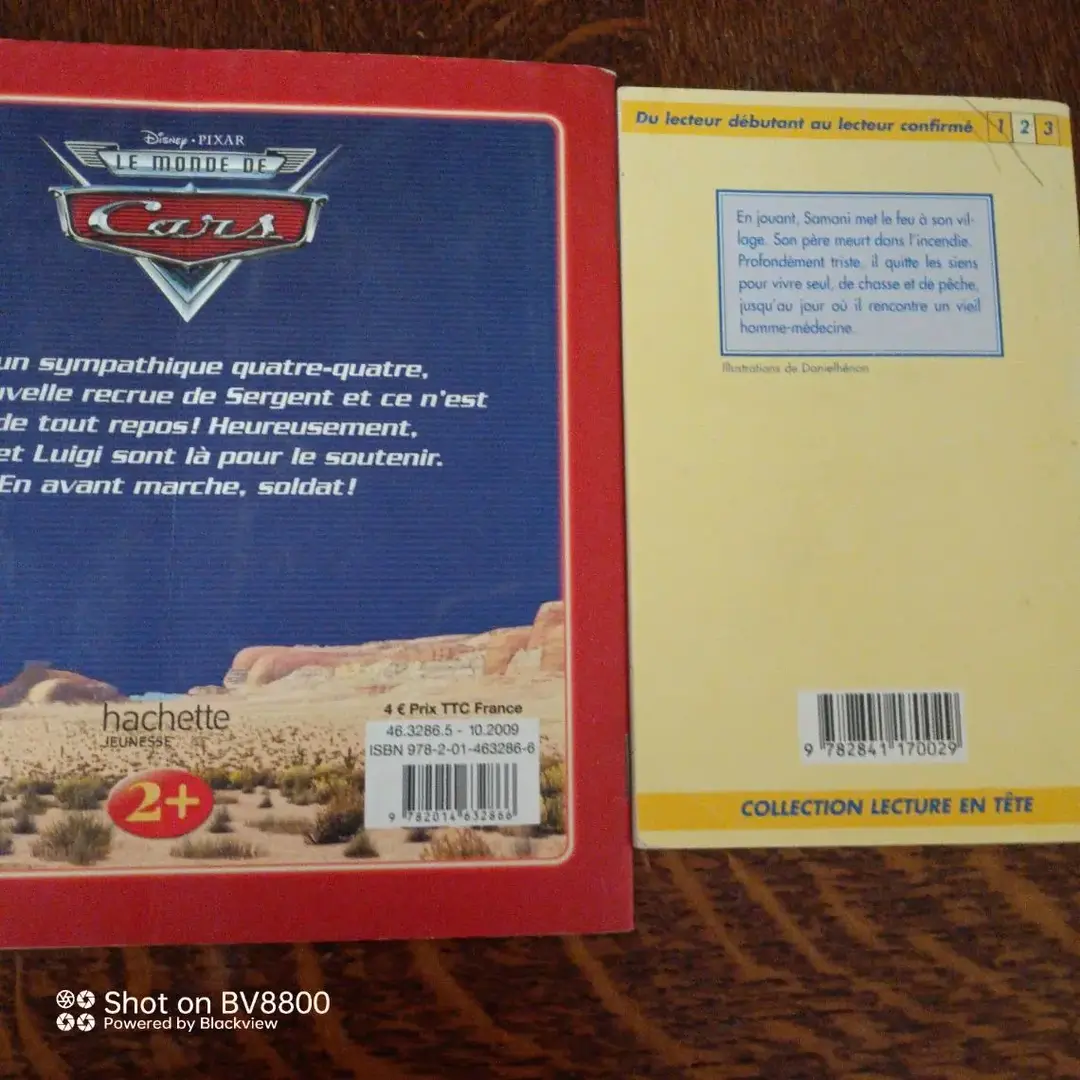 Disney · PIXAR
LE MONDE DE
Cars
un sympathique quatre-quatre,
uvelle recrue de Sergent et ce n'est
de tout repos! Heureusement,
et Luigi sont là pour le soutenir.
En avant marche, soldat!
hachette
JEUNESSE
2+
4 € Prix TTC France
46.3286.5 - 10.2009
ISBN 978-2-01-463286-6
9 782014 632866
Du lecteur débutant au lecteur confirmé 1 2 3
En jouant, Samani met le feu à son vil-
lage. Son père meurt dans l'incendie.
Profondément triste, il quitte les siens
pour vivre seul, de chasse et de pêche,
jusqu'au jour où il rencontre un vieil
homme-médecine.
Illustrations de Danielhénon
9 782841 170029
COLLECTION LECTURE EN TÊTE
Shot on BV8800
Powered by Blackview